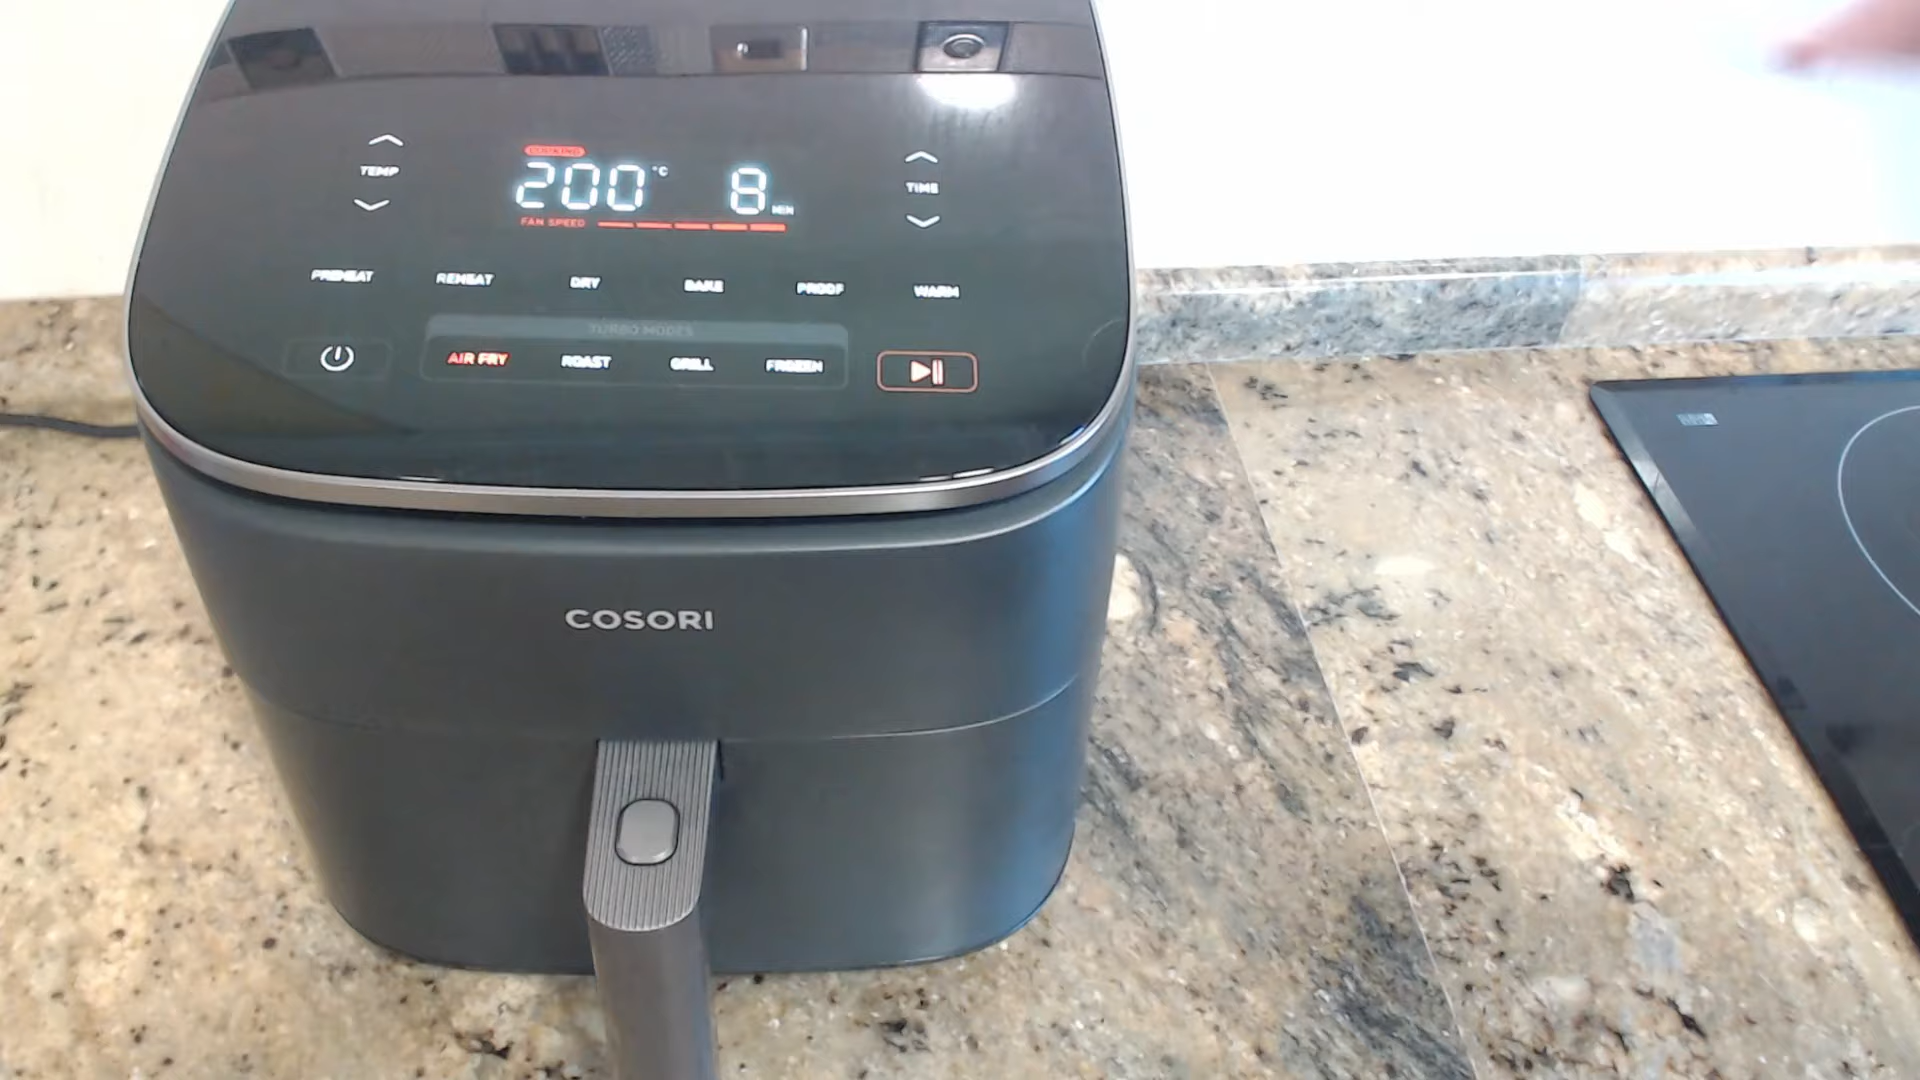 COOKING
TEMP
200 °C 8 MIN
TIME
FAN SPEED
PREHEAT REHEAT DRY BAKE PROOF WARM
TURBO MODES
AIR FRY ROAST GRILL FROZEN
COSORI